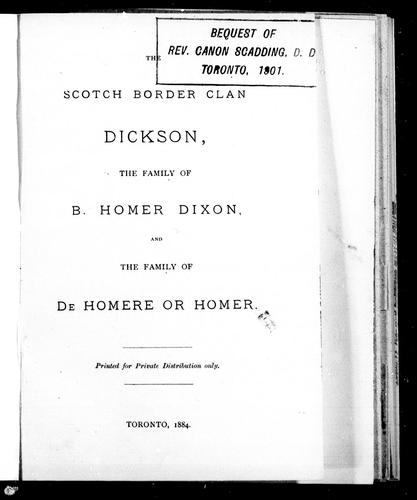 BEQUEST OF
REV. CANON SCADDING, D. D
TORONTO, 1901.
THE
SCOTCH BORDER CLAN
DICKSON,
THE FAMILY OF
B. HOMER DIXON,
AND
THE FAMILY OF
DE HOMERE OR HOMER.
Printed for Private Distribution only.
TORONTO, 1884.